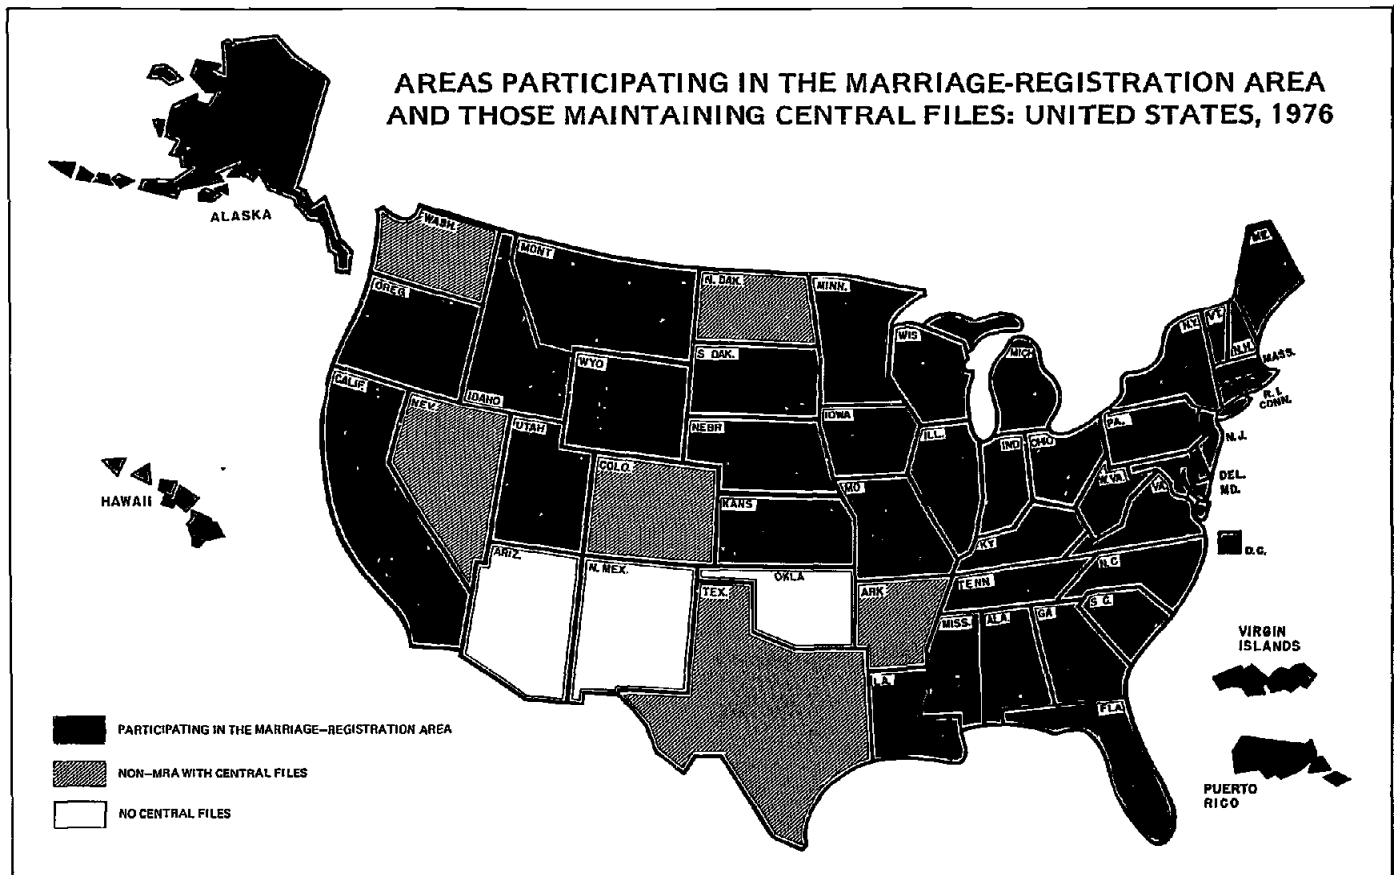 AREAS PARTICIPATING IN THE MARRIAGE-REGISTRATION AREA
AND THOSE MAINTAINING CENTRAL FILES: UNITED STATES, 1976
ALASKA
WASH.
MONT
N. DAK.
MINN.
ME.
OREG.
WIS
MICH
N.Y.
VT.
N.H.
MASS.
R.I.
CONN.
S. DAK.
WYO
IDAHO
CALIF.
NEV.
UTAH
NEBR
IOWA
ILL.
IND
OHIO
PA.
N.J.
DEL.
MD.
D.C.
COLO.
KANS
MO
KY.
W.VA.
VA.
HAWAII
ARIZ.
N. MEX.
OKLA
TEX.
ARK
TENN
N.C.
S. C.
MISS.
ALA.
GA
LA.
FLA
VIRGIN
ISLANDS
PUERTO
RICO
PARTICIPATING IN THE MARRIAGE–REGISTRATION AREA
NON–MRA WITH CENTRAL FILES
NO CENTRAL FILES